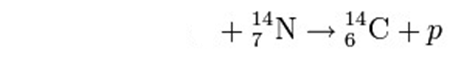 + ¹⁴₇N → ¹⁴₆C + p